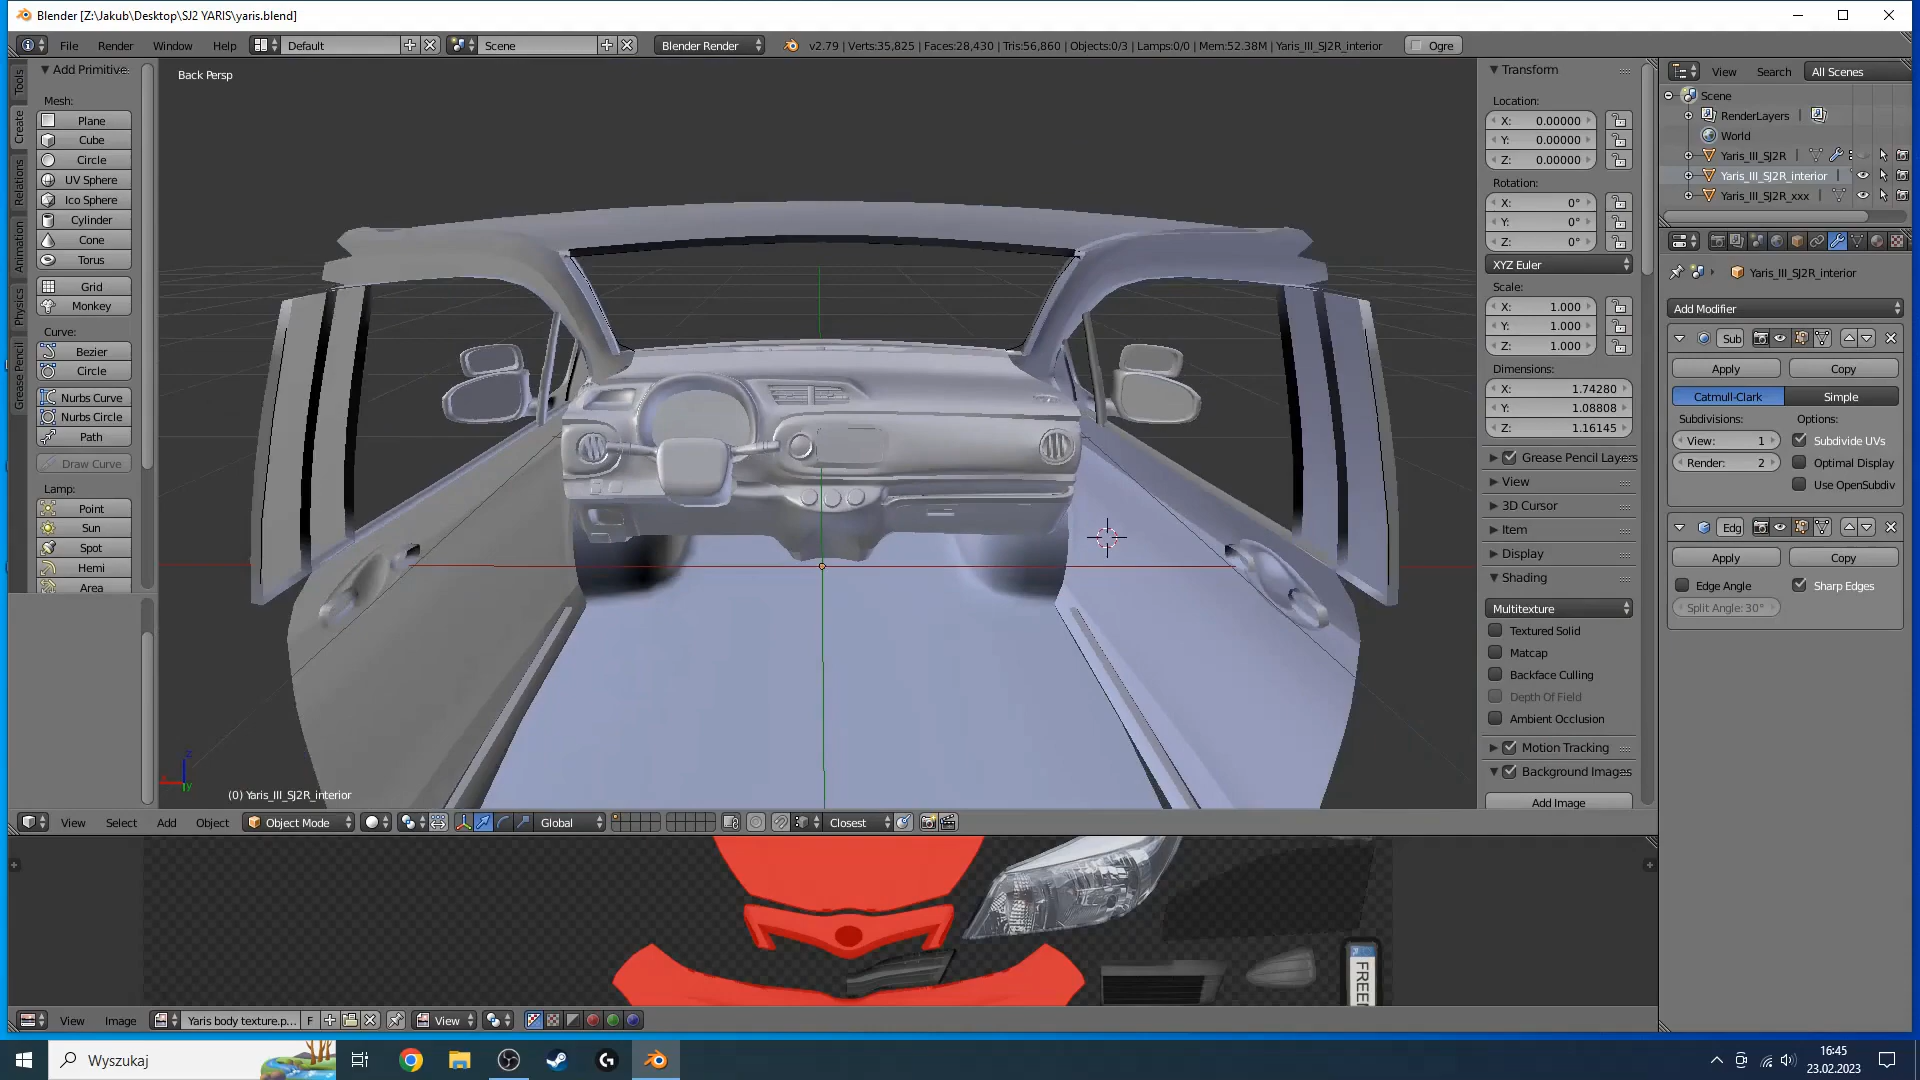 Blender [Z:\Jakub\Desktop\SJ2 YARIS\yaris.blend]
File Render Window Help Default Scene Blender Render v2.79 | Verts:35,825 | Faces:28,430 | Tris:56,860 | Objects:0/3 | Lamps:0/0 | Mem:52.38M | Yaris_III_SJ2R_interior Ogre
Tools
Create
Relations
Animation
Physics
Grease Pencil
Add Primitive
Mesh:
Plane
Cube
Circle
UV Sphere
Ico Sphere
Cylinder
Cone
Torus
Grid
Monkey
Curve:
Bezier
Circle
Nurbs Curve
Nurbs Circle
Path
Draw Curve
Lamp:
Point
Sun
Spot
Hemi
Area
Back Persp
(0) Yaris_III_SJ2R_interior
z
x
y
Transform
Location:
X: 0.00000
Y: 0.00000
Z: 0.00000
Rotation:
X: 0°
Y: 0°
Z: 0°
XYZ Euler
Scale:
X: 1.000
Y: 1.000
Z: 1.000
Dimensions:
X: 1.74280
Y: 1.08808
Z: 1.16145
Grease Pencil Layers
View
3D Cursor
Item
Display
Shading
Multitexture
Textured Solid
Matcap
Backface Culling
Depth Of Field
Ambient Occlusion
Motion Tracking
Background Images
Add Image
View Search All Scenes
Scene
RenderLayers
World
Yaris_III_SJ2R
Yaris_III_SJ2R_interior
Yaris_III_SJ2R_xxx
Yaris_III_SJ2R_interior
Add Modifier
Sub
Apply Copy
Catmull-Clark Simple
Subdivisions: Options:
View: 1 Subdivide UVs
Render: 2 Optimal Display
Use OpenSubdiv
Edg
Apply Copy
Edge Angle Sharp Edges
Split Angle: 30°
View Select Add Object Object Mode Global Closest
FREE
View Image Yaris body texture.p... F View
Wyszukaj
16:45
23.02.2023